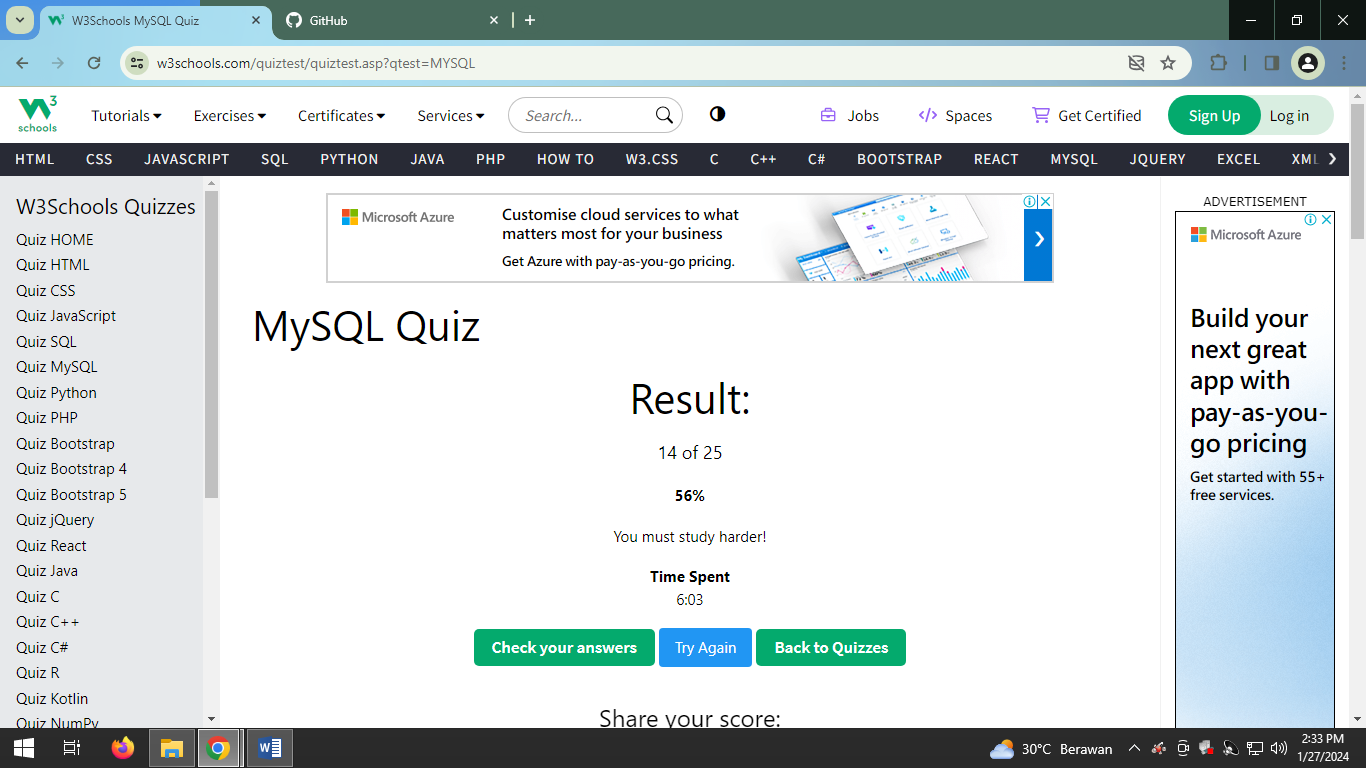 W3Schools MySQL Quiz
GitHub
w3schools.com/quiztest/quiztest.asp?qtest=MYSQL
W3 schools
Tutorials
Exercises
Certificates
Services
Search...
Jobs
Spaces
Get Certified
Sign Up
Log in
HTML CSS JAVASCRIPT SQL PYTHON JAVA PHP HOW TO W3.CSS C C++ C# BOOTSTRAP REACT MYSQL JQUERY EXCEL XML
W3Schools Quizzes
Quiz HOME
Quiz HTML
Quiz CSS
Quiz JavaScript
Quiz SQL
Quiz MySQL
Quiz Python
Quiz PHP
Quiz Bootstrap
Quiz Bootstrap 4
Quiz Bootstrap 5
Quiz jQuery
Quiz React
Quiz Java
Quiz C
Quiz C++
Quiz C#
Quiz R
Quiz Kotlin
Quiz NumPy
Microsoft Azure
Customise cloud services to what
matters most for your business
Get Azure with pay-as-you-go pricing.
MySQL Quiz
Result:
14 of 25
56%
You must study harder!
Time Spent
6:03
Check your answers
Try Again
Back to Quizzes
Share your score:
ADVERTISEMENT
Microsoft Azure
Build your
next great
app with
pay-as-you-
go pricing
Get started with 55+
free services.
30°C Berawan
2:33 PM
1/27/2024